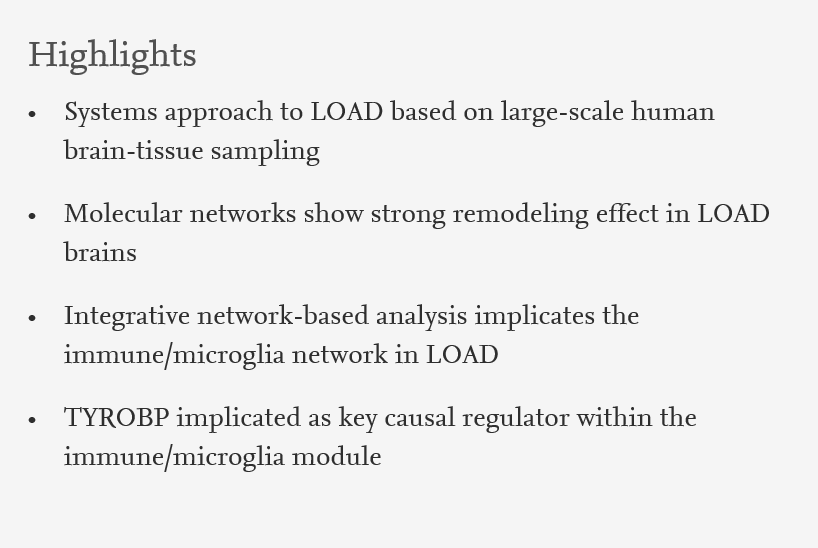 Highlights
• Systems approach to LOAD based on large-scale human
brain-tissue sampling
• Molecular networks show strong remodeling effect in LOAD
brains
• Integrative network-based analysis implicates the
immune/microglia network in LOAD
• TYROBP implicated as key causal regulator within the
immune/microglia module